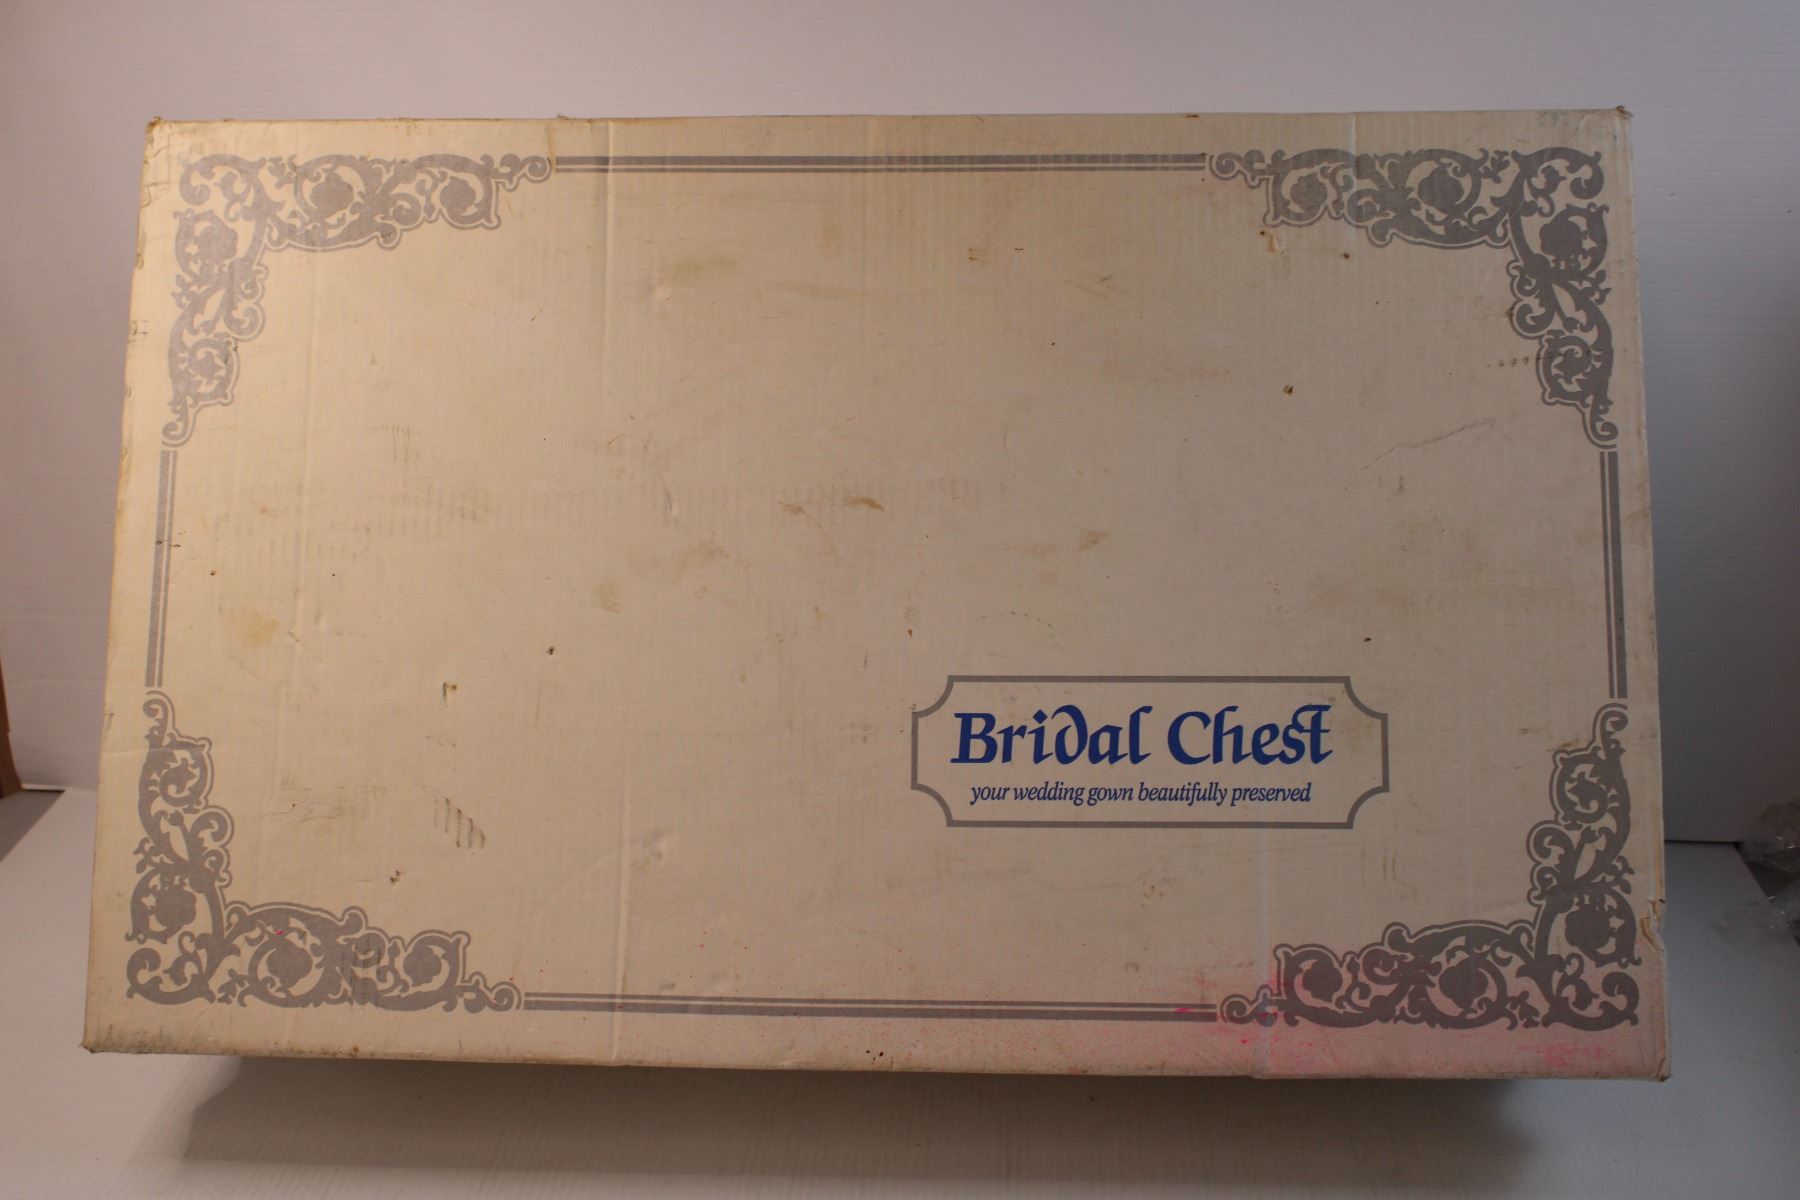 Bridal Chest
your wedding gown beautifully preserved